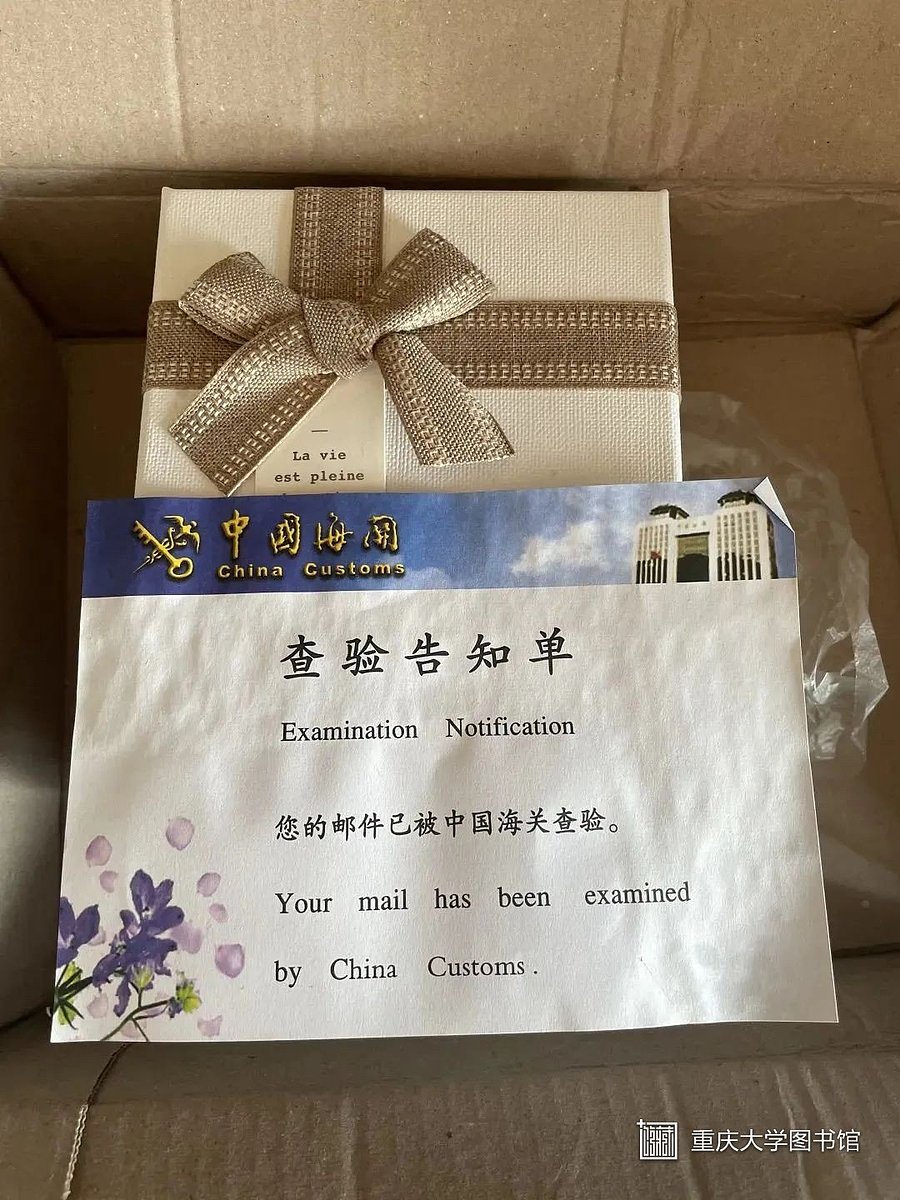 La vie
est pleine
中國海關
China Customs
查验告知单
Examination Notification
您的邮件已被中国海关查验。
Your mail has been examined
by China Customs.
重庆大学图书馆